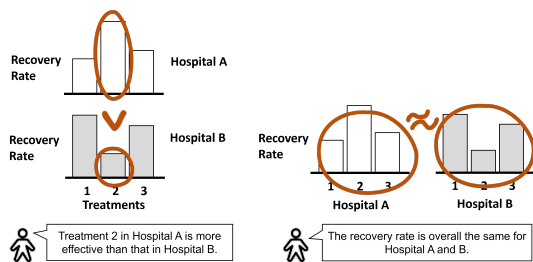 Recovery
Rate
Hospital A
Recovery
Rate
Hospital B
1 2 3
Treatments
Treatment 2 in Hospital A is more
effective than that in Hospital B.
Recovery
Rate
1 2 3
Hospital A
1 2 3
Hospital B
The recovery rate is overall the same for
Hospital A and B.